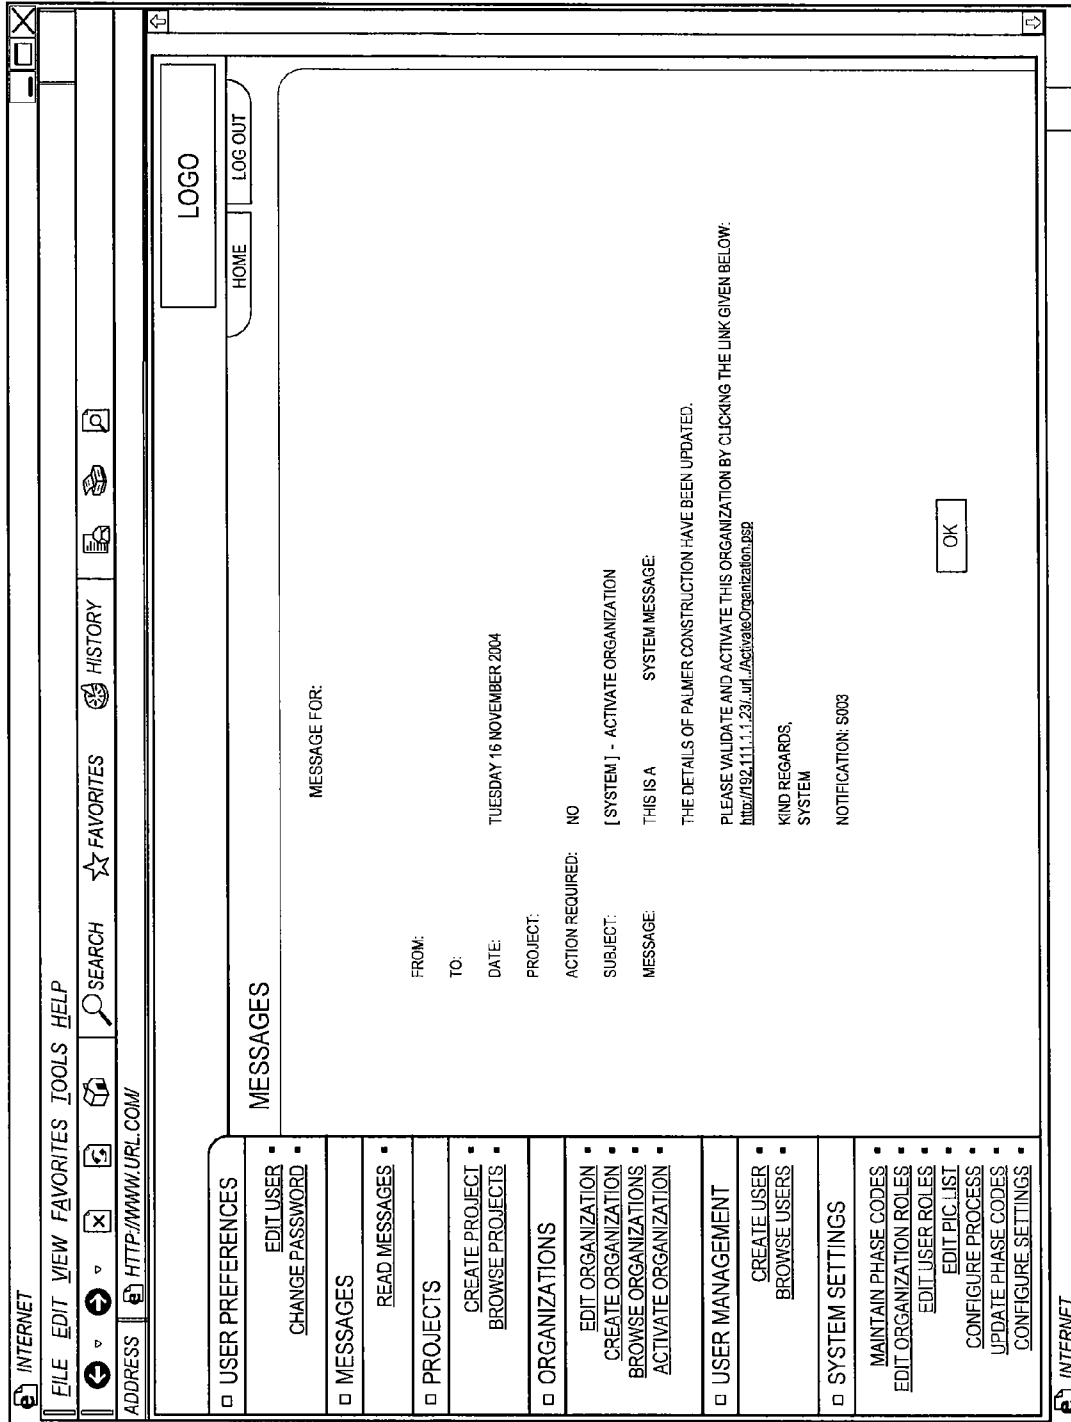 INTERNET
FILE EDIT VIEW FAVORITES TOOLS HELP
SEARCH FAVORITES HISTORY
ADDRESS HTTP://WWW.URL.COM/
LOGO
HOME LOG OUT
USER PREFERENCES
EDIT USER
CHANGE PASSWORD
MESSAGES
READ MESSAGES
PROJECTS
CREATE PROJECT
BROWSE PROJECTS
ORGANIZATIONS
EDIT ORGANIZATION
CREATE ORGANIZATION
BROWSE ORGANIZATIONS
ACTIVATE ORGANIZATION
USER MANAGEMENT
CREATE USER
BROWSE USERS
SYSTEM SETTINGS
MAINTAIN PHASE CODES
EDIT ORGANIZATION ROLES
EDIT USER ROLES
EDIT PIC LIST
CONFIGURE PROCESS
UPDATE PHASE CODES
CONFIGURE SETTINGS
MESSAGES
MESSAGE FOR:
FROM:
TO:
DATE: TUESDAY 16 NOVEMBER 2004
PROJECT:
ACTION REQUIRED: NO
SUBJECT: [SYSTEM] - ACTIVATE ORGANIZATION
MESSAGE: THIS IS A SYSTEM MESSAGE:
THE DETAILS OF PALMER CONSTRUCTION HAVE BEEN UPDATED.
PLEASE VALIDATE AND ACTIVATE THIS ORGANIZATION BY CLICKING THE LINK GIVEN BELOW:
http://192.111.1.1.23/..url../ActivateOrganization.psp
KIND REGARDS,
SYSTEM
NOTIFICATION: S003
OK
INTERNET